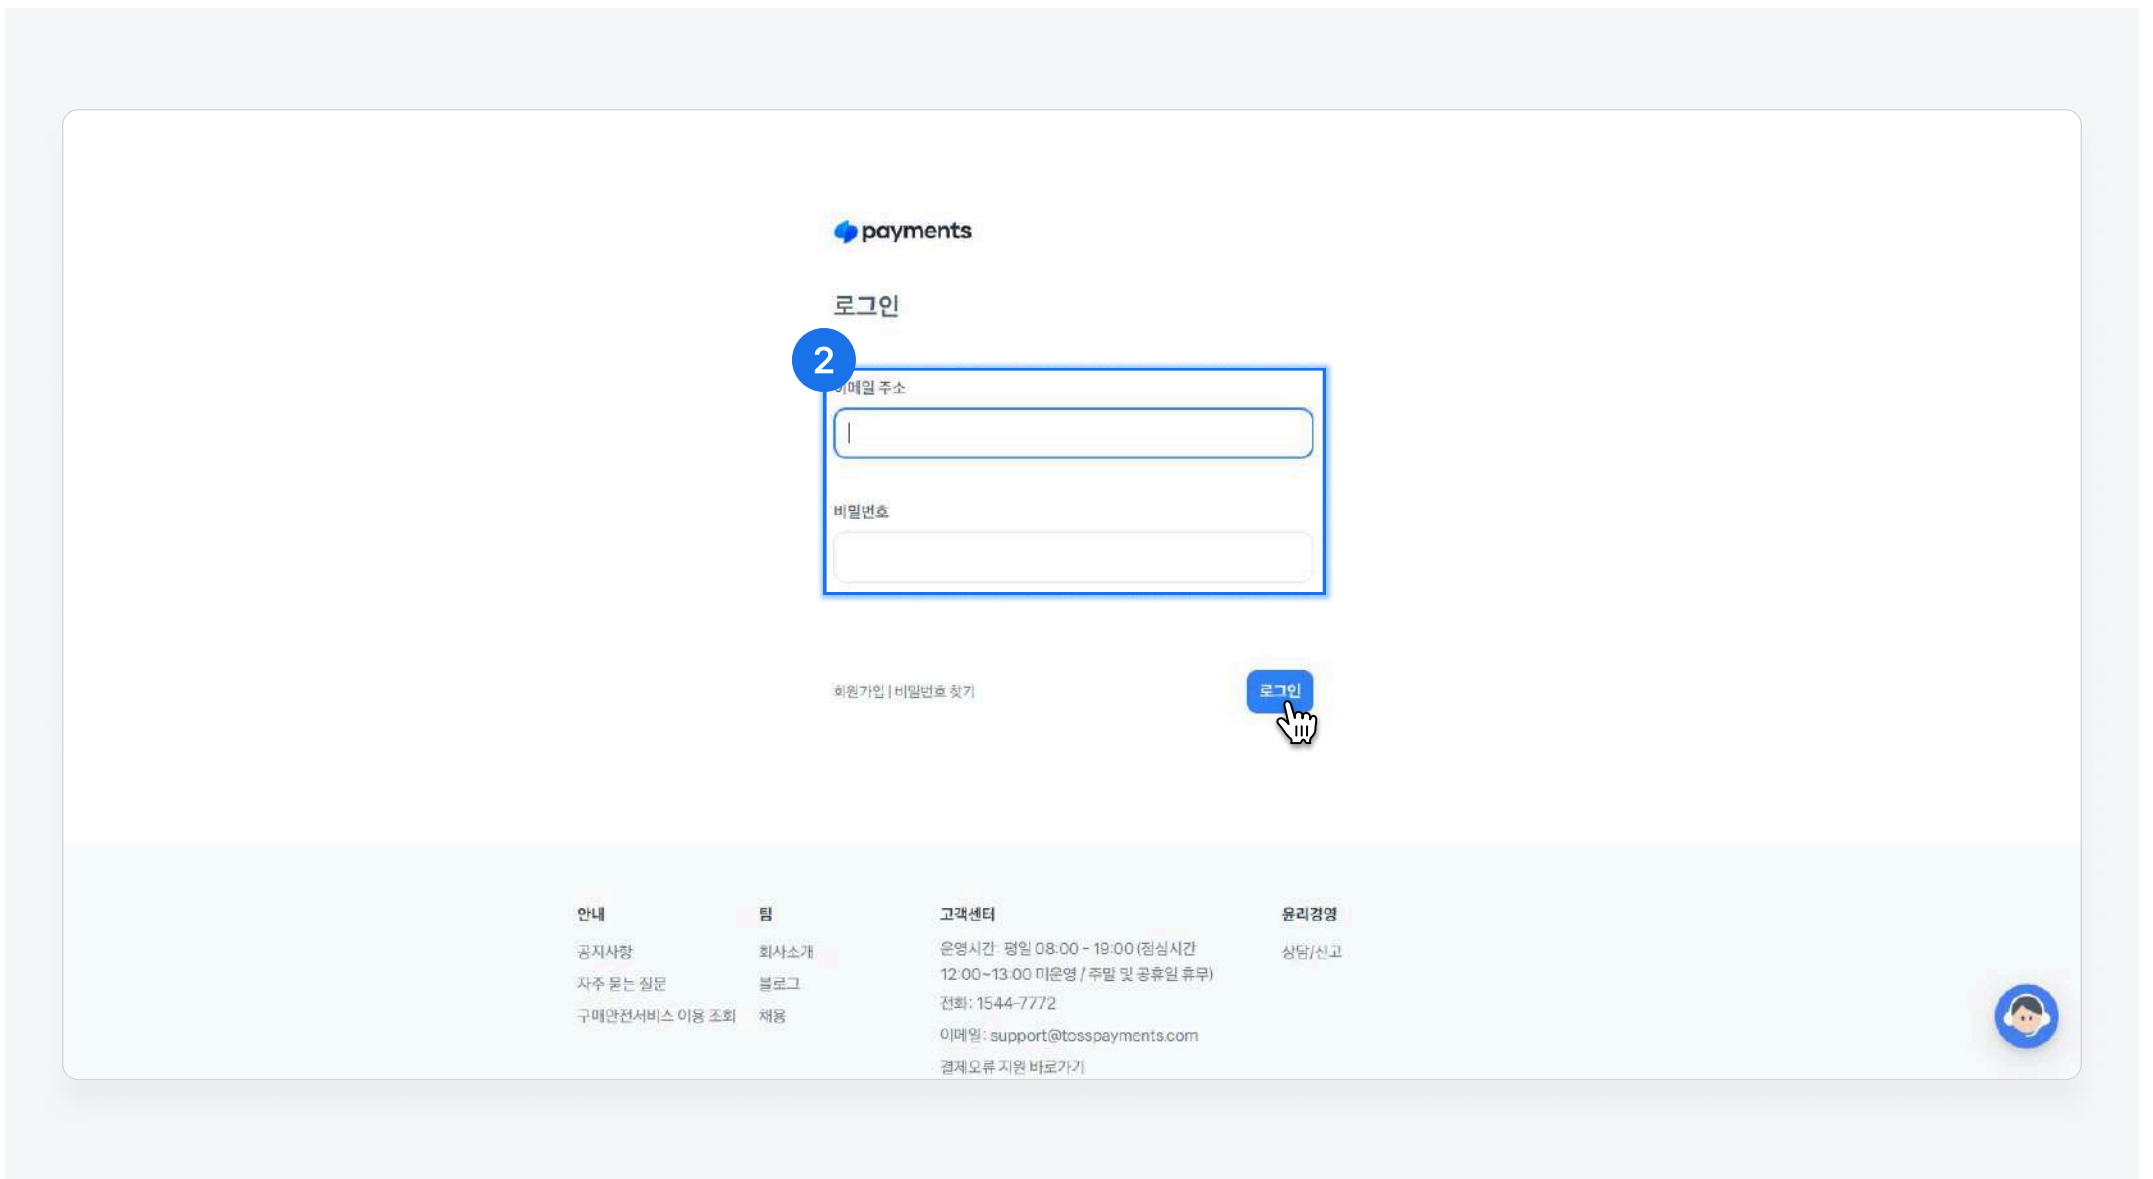 payments
로그인
2
이메일 주소
비밀번호
회원가입 | 비밀번호 찾기
로그인
안내
공지사항
자주 묻는 질문
구매안전서비스 이용 조회
팀
회사소개
블로그
채용
고객센터
운영시간: 평일 08:00 - 19:00 (점심시간
12:00~13:00 미운영 / 주말 및 공휴일 휴무)
전화: 1544-7772
이메일: support@tosspayments.com
결제오류 지원 바로가기
윤리경영
상담/신고